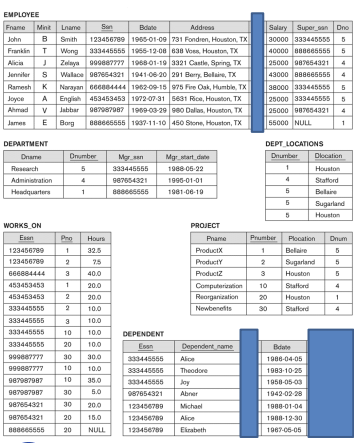 EMPLOYEE
Fname Minit Lname Ssn Bdate Address Salary Super_ssn Dno
John B Smith 123456789 1965-01-09 731 Fondren, Houston, TX 30000 333445555 5
Franklin T Wong 333445555 1955-12-08 638 Voss, Houston, TX 40000 888665555 5
Alicia J Zelaya 999887777 1968-01-19 3321 Castle, Spring, TX 25000 987654321 4
Jennifer S Wallace 987654321 1941-06-20 291 Berry, Bellaire, TX 43000 888665555 4
Ramesh K Narayan 666884444 1962-09-15 975 Fire Oak, Humble, TX 38000 333445555 5
Joyce A English 453453453 1972-07-31 5631 Rice, Houston, TX 25000 333445555 5
Ahmad V Jabbar 987987987 1969-03-29 980 Dallas, Houston, TX 25000 987654321 4
James E Borg 888665555 1937-11-10 450 Stone, Houston, TX 55000 NULL 1
DEPARTMENT
Dname Dnumber Mgr_ssn Mgr_start_date
Research 5 333445555 1988-05-22
Administration 4 987654321 1995-01-01
Headquarters 1 888665555 1981-06-19
DEPT_LOCATIONS
Dnumber Dlocation
1 Houston
4 Stafford
5 Bellaire
5 Sugarland
5 Houston
WORKS_ON
Essn Pno Hours
123456789 1 32.5
123456789 2 7.5
666884444 3 40.0
453453453 1 20.0
453453453 2 20.0
333445555 2 10.0
333445555 3 10.0
333445555 10 10.0
333445555 20 10.0
999887777 30 30.0
999887777 10 10.0
987987987 10 35.0
987987987 30 5.0
987654321 30 20.0
987654321 20 15.0
888665555 20 NULL
PROJECT
Pname Pnumber Plocation Dnum
ProductX 1 Bellaire 5
ProductY 2 Sugarland 5
ProductZ 3 Houston 5
Computerization 10 Stafford 4
Reorganization 20 Houston 1
Newbenefits 30 Stafford 4
DEPENDENT
Essn Dependent_name Bdate
333445555 Alice 1986-04-05
333445555 Theodore 1983-10-25
333445555 Joy 1958-05-03
987654321 Abner 1942-02-28
123456789 Michael 1988-01-04
123456789 Alice 1988-12-30
123456789 Elizabeth 1967-05-05